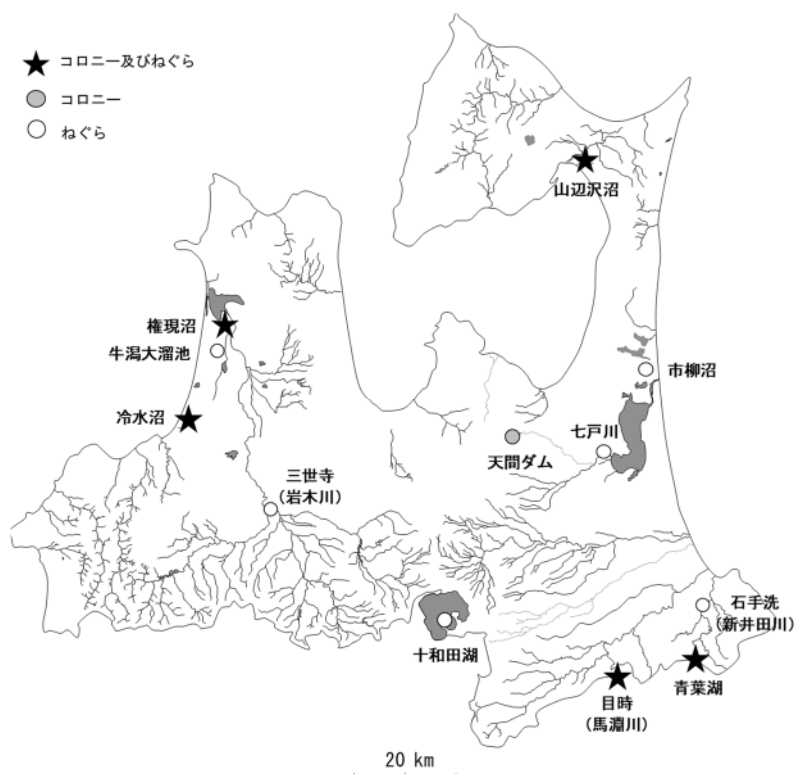 コロニー及びねぐら
コロニー
ねぐら
山辺沢沼
権現沼
牛潟大溜池
市柳沼
冷水沼
七戸川
天間ダム
三世寺
(岩木川)
石手洗
(新井田川)
十和田湖
青葉湖
目時
(馬淵川)
20 km